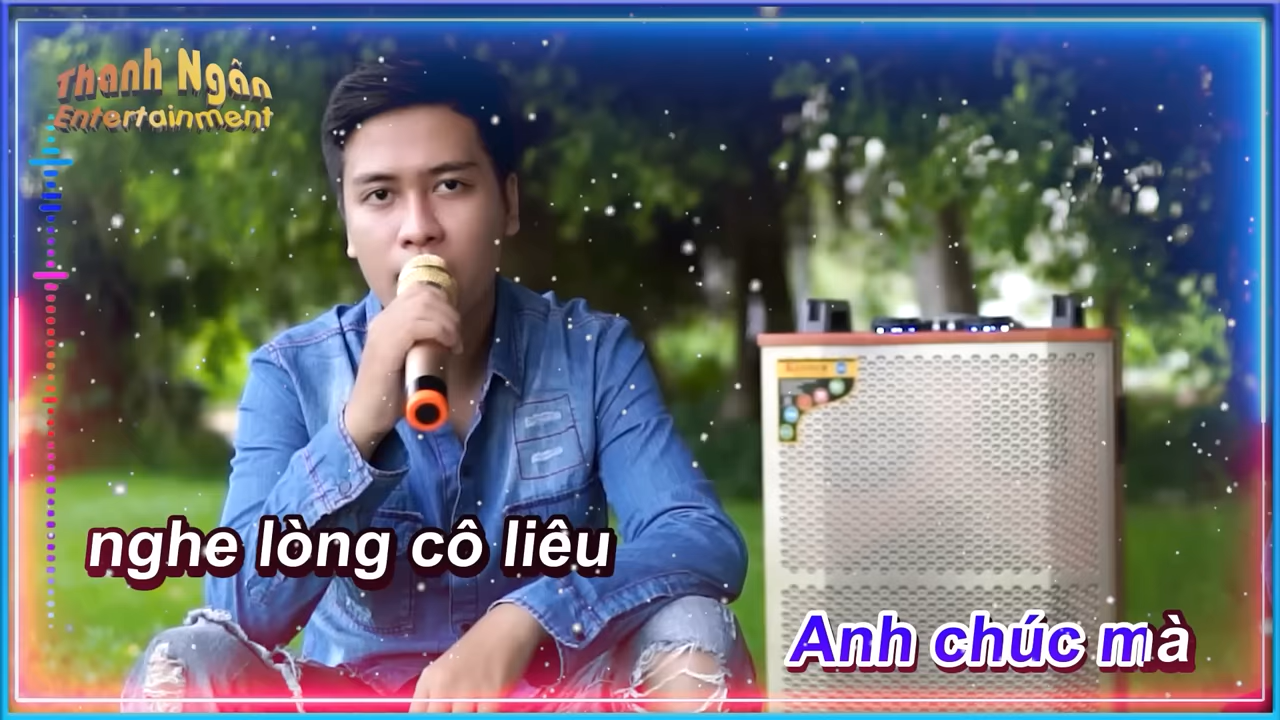 Thanh Ngân
Entertainment
nghe lòng cô liêu
Anh chúc mà